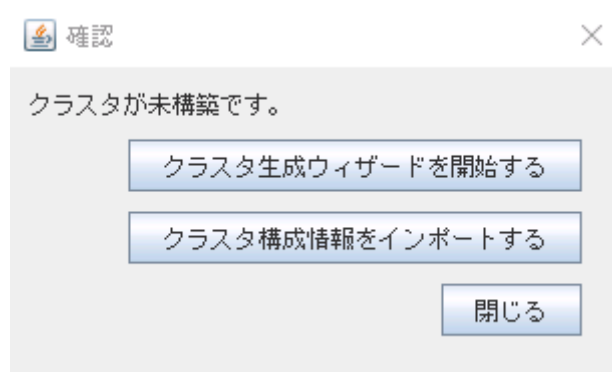 確認
クラスタが未構築です。
クラスタ生成ウィザードを開始する
クラスタ構成情報をインポートする
閉じる